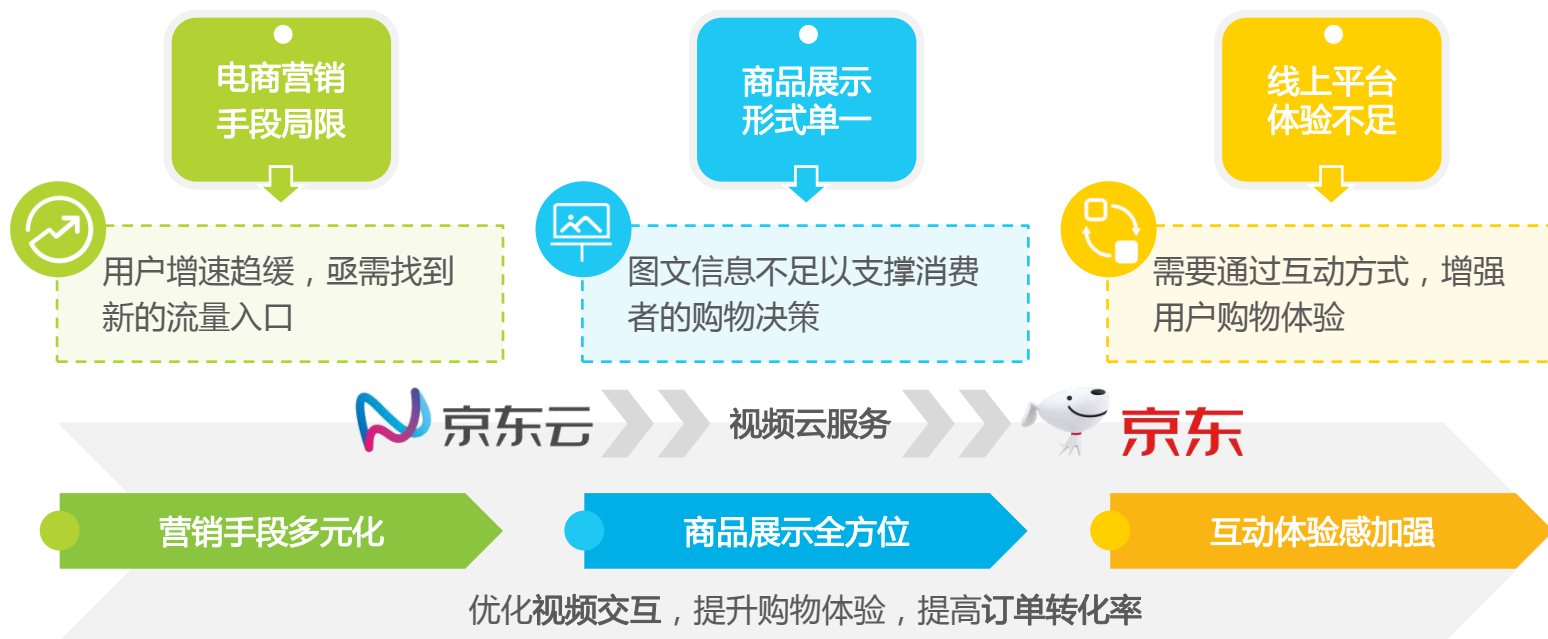 电商营销
手段局限
商品展示
形式单一
线上平台
体验不足
用户增速趋缓，亟需找到
新的流量入口
图文信息不足以支撑消费
者的购物决策
需要通过互动方式，增强
用户购物体验
京东云
视频云服务
京东
营销手段多元化
商品展示全方位
互动体验感加强
优化视频交互，提升购物体验，提高订单转化率